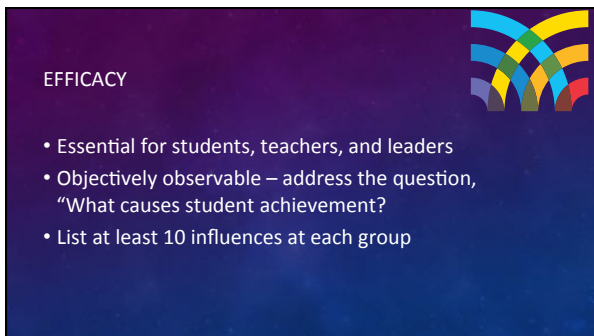 EFFICACY
• Essential for students, teachers, and leaders
• Objectively observable – address the question,
“What causes student achievement?
• List at least 10 influences at each group